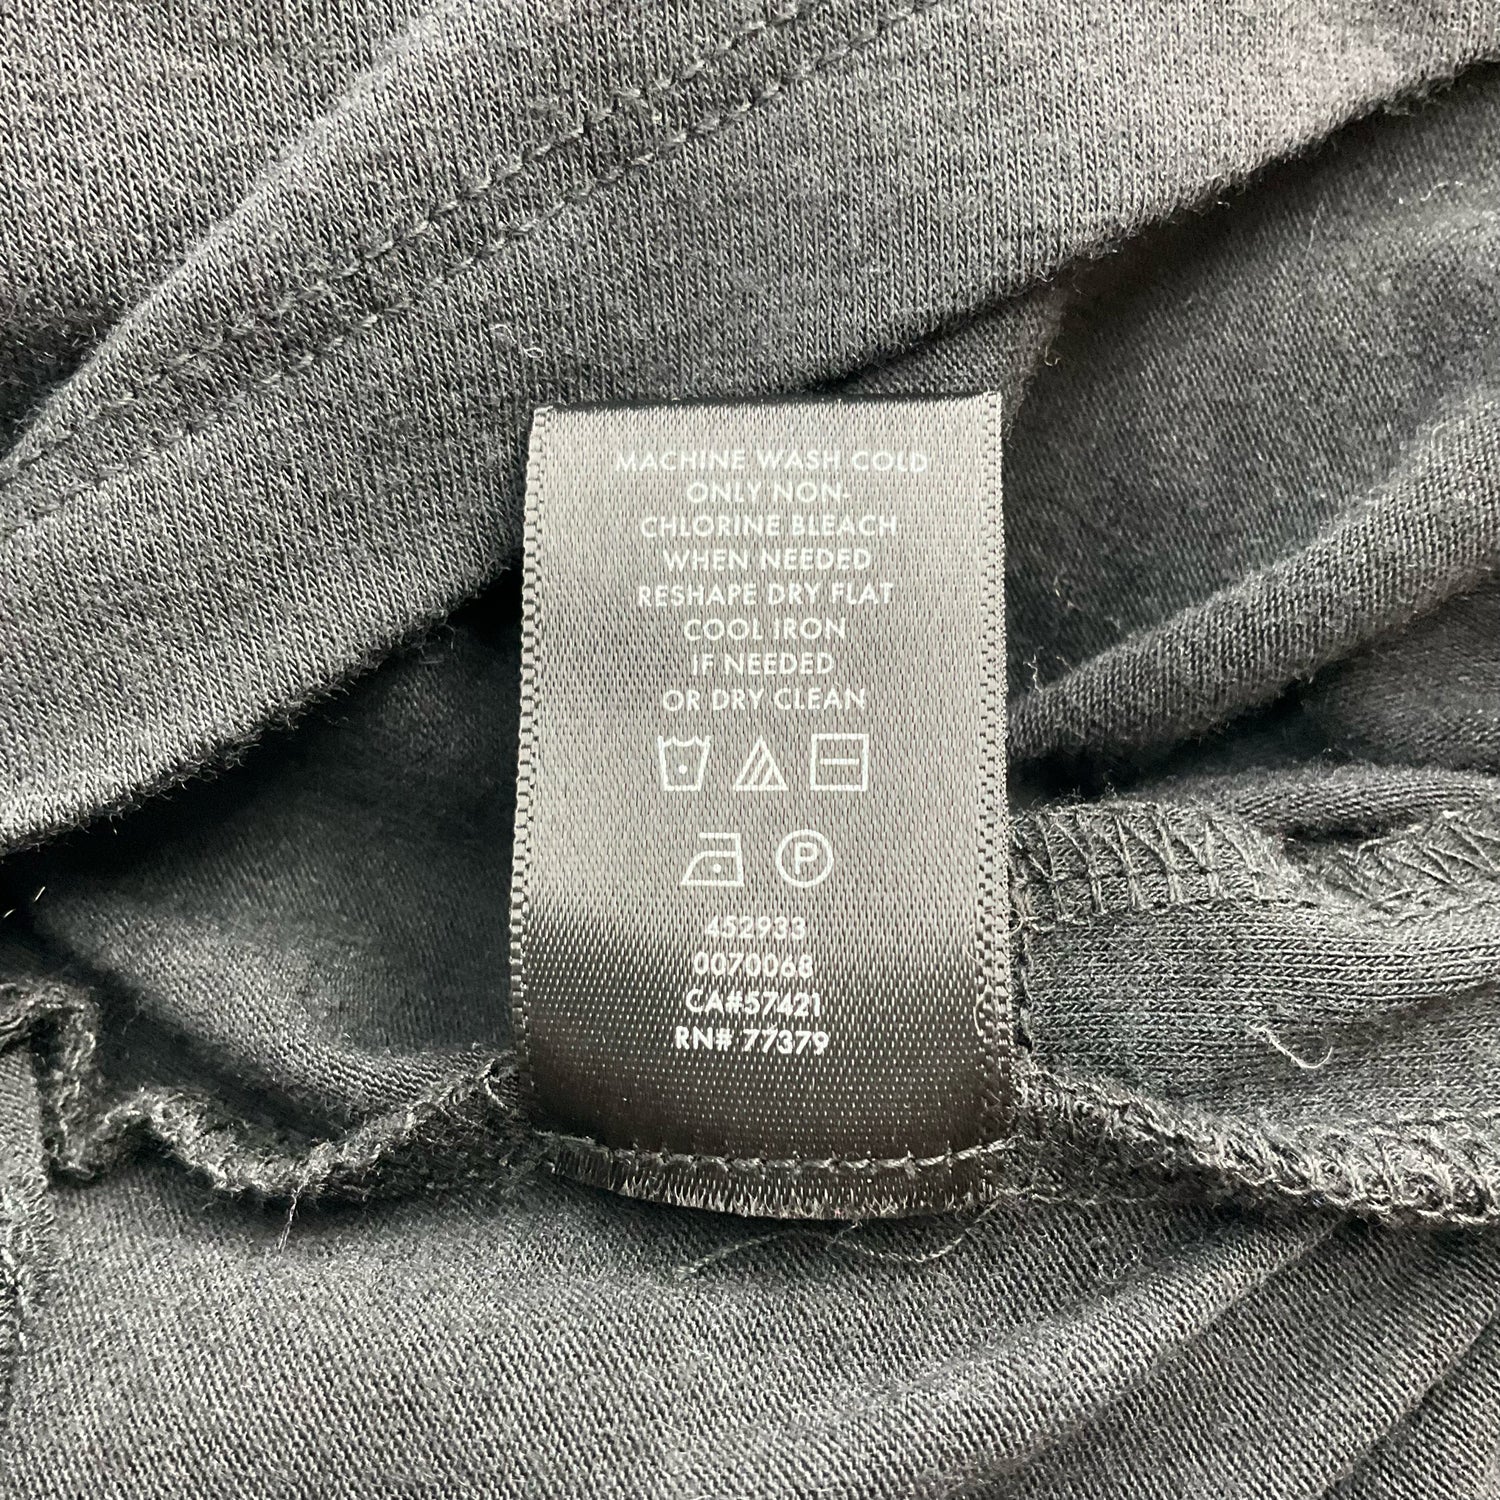 MACHINE WASH COLD
ONLY NON-
CHLORINE BLEACH
WHEN NEEDED
RESHAPE DRY FLAT
COOL IRON
IF NEEDED
OR DRY CLEAN
P
452933
0070068
CA#57421
RN# 77379